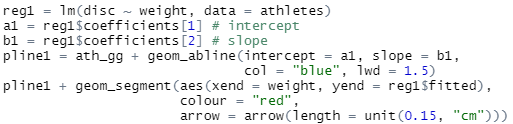 reg1 = lm(disc ~ weight, data = athletes)
a1 = reg1$coefficients[1] # intercept
b1 = reg1$coefficients[2] # slope
pline1 = ath_gg + geom_abline(intercept = a1, slope = b1,
col = "blue", lwd = 1.5)
pline1 + geom_segment(aes(xend = weight, yend = reg1$fitted),
colour = "red",
arrow = arrow(length = unit(0.15, "cm")))